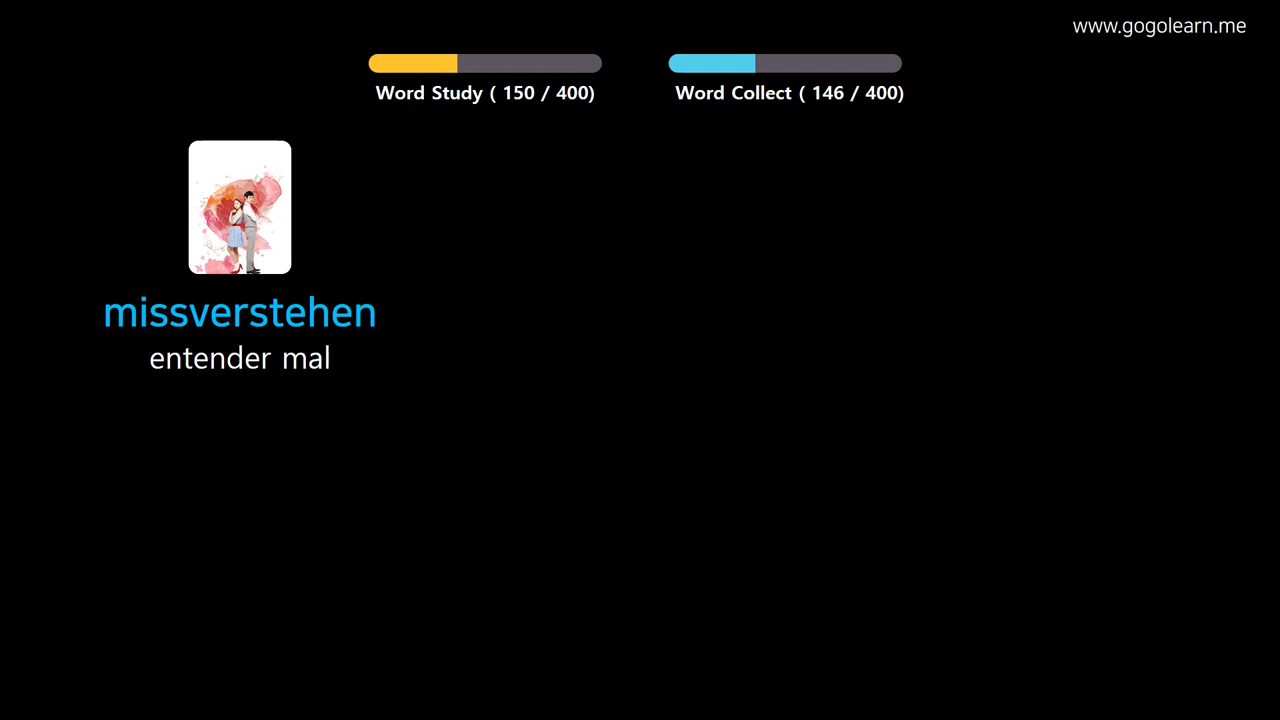 www.gogolearn.me
Word Study ( 150 / 400)
Word Collect ( 146 / 400)
missverstehen
entender mal